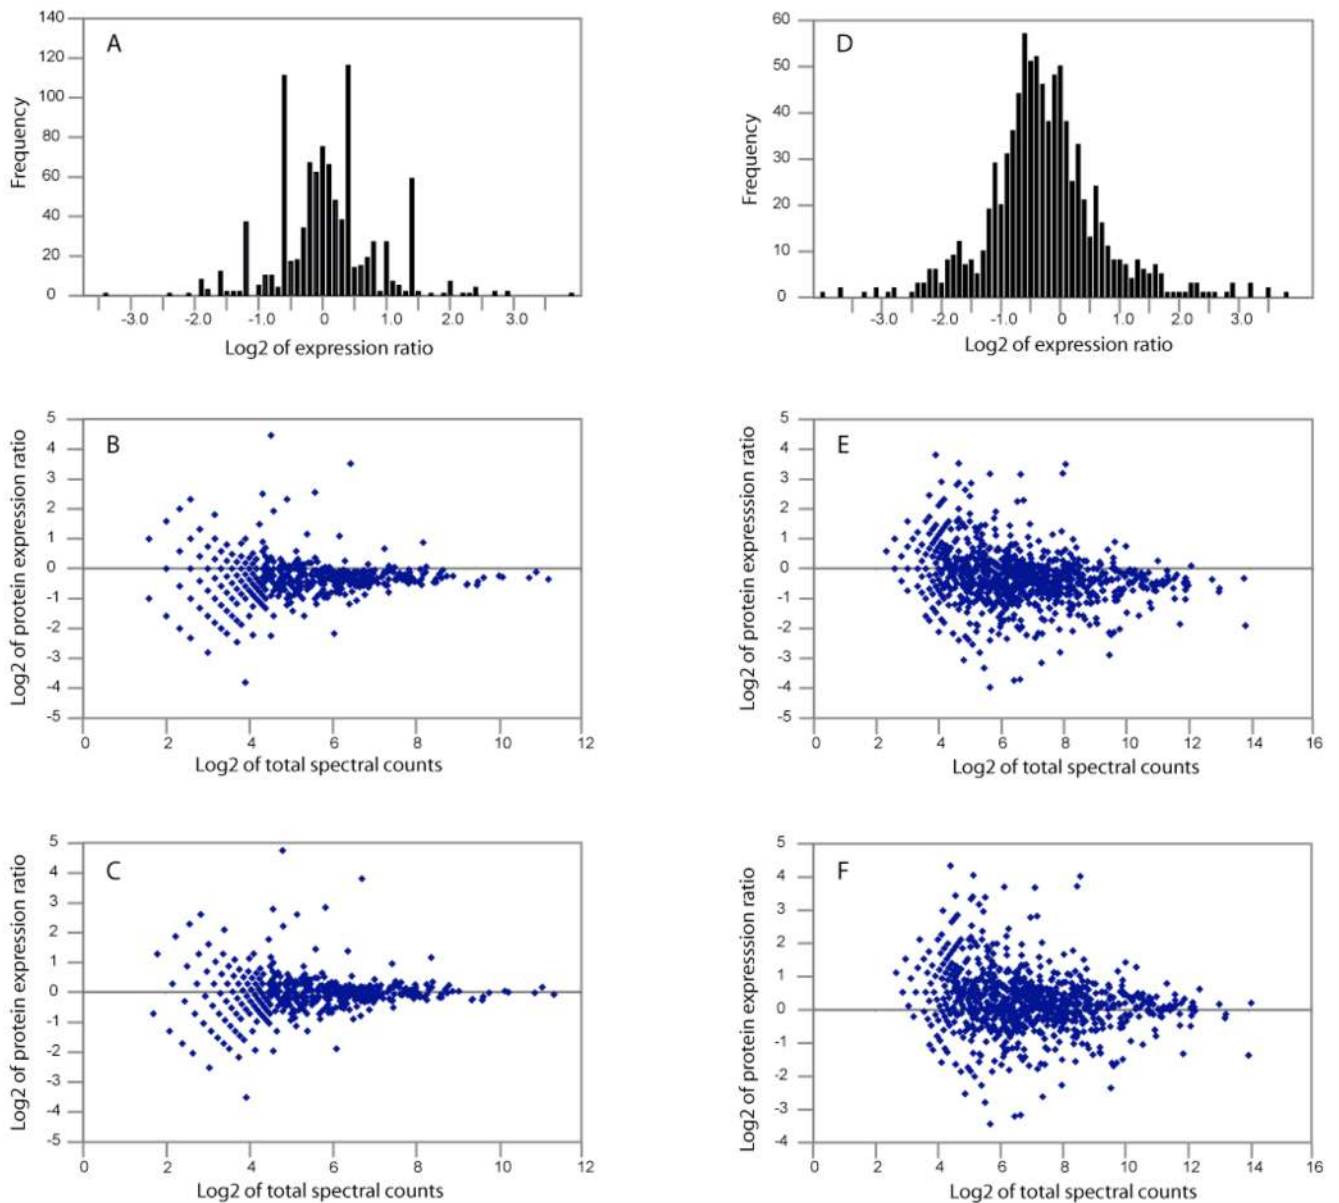 A
Frequency
140
120
100
80
60
40
20
0
-3.0 -2.0 -1.0 0 1.0 2.0 3.0
Log2 of expression ratio
D
Frequency
60
50
40
30
20
10
0
-3.0 -2.0 -1.0 0 1.0 2.0 3.0
Log2 of expression ratio
B
Log2 of protein expression ratio
5
4
3
2
1
0
-1
-2
-3
-4
-5
0 2 4 6 8 10 12
Log2 of total spectral counts
E
Log2 of protein expresssion ratio
5
4
3
2
1
0
-1
-2
-3
-4
-5
0 2 4 6 8 10 12 14 16
Log2 of total spectral counts
C
Log2 of protein expression ratio
5
4
3
2
1
0
-1
-2
-3
-4
-5
0 2 4 6 8 10 12
Log2 of total spectral counts
F
Log2 of protein expresssion ratio
5
4
3
2
1
0
-1
-2
-3
-4
0 2 4 6 8 10 12 14 16
Log2 of total spectral counts